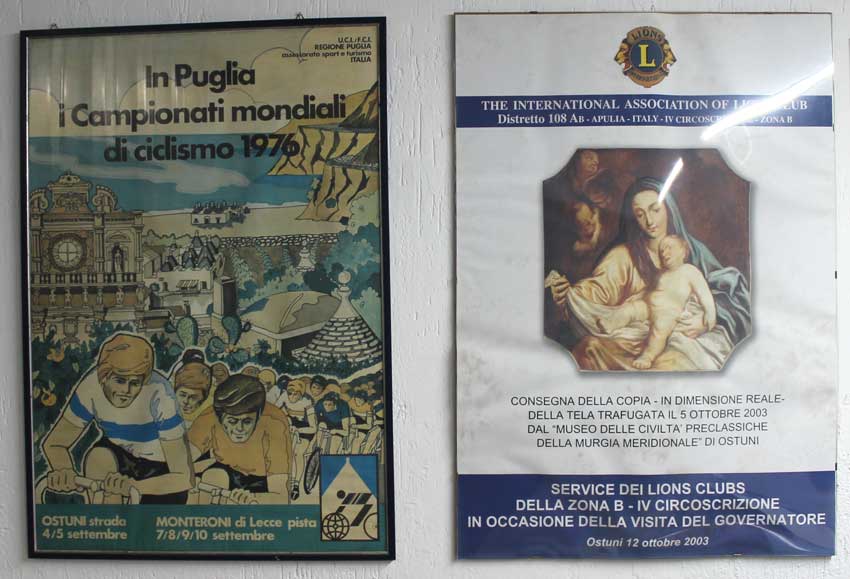 U.C.I./F.C.I.
REGIONE PUGLIA
assessorato sport e turismo
ITALIA
In Puglia
i Campionati mondiali
di ciclismo 1976
OSTUNI strada
4/5 settembre
MONTERONI di Lecce pista
7/8/9/10 settembre
LIONS
L
INTERNATIONAL
THE INTERNATIONAL ASSOCIATION OF LIONS CLUB
Distretto 108 AB - APULIA - ITALY - IV CIRCOSCRIZIONE - ZONA B
CONSEGNA DELLA COPIA - IN DIMENSIONE REALE-
DELLA TELA TRAFUGATA IL 5 OTTOBRE 2003
DAL "MUSEO DELLE CIVILTA' PRECLASSICHE
DELLA MURGIA MERIDIONALE" DI OSTUNI
SERVICE DEI LIONS CLUBS
DELLA ZONA B - IV CIRCOSCRIZIONE
IN OCCASIONE DELLA VISITA DEL GOVERNATORE
Ostuni 12 ottobre 2003